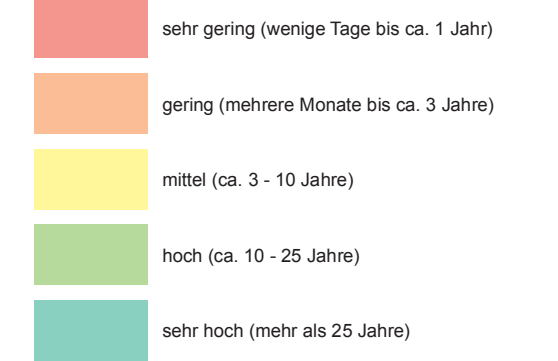 sehr gering (wenige Tage bis ca. 1 Jahr)
gering (mehrere Monate bis ca. 3 Jahre)
mittel (ca. 3 - 10 Jahre)
hoch (ca. 10 - 25 Jahre)
sehr hoch (mehr als 25 Jahre)